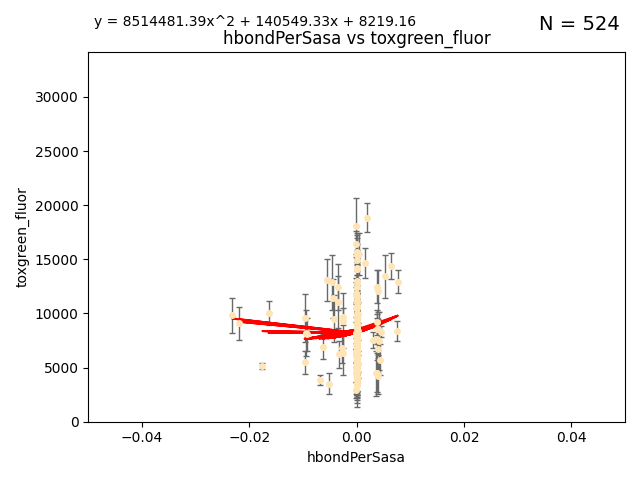 y = 8514481.39x^2 + 140549.33x + 8219.16
N = 524
hbondPerSasa vs toxgreen_fluor
30000
25000
20000
15000
10000
5000
0
toxgreen_fluor
−0.04
−0.02
0.00
0.02
0.04
hbondPerSasa